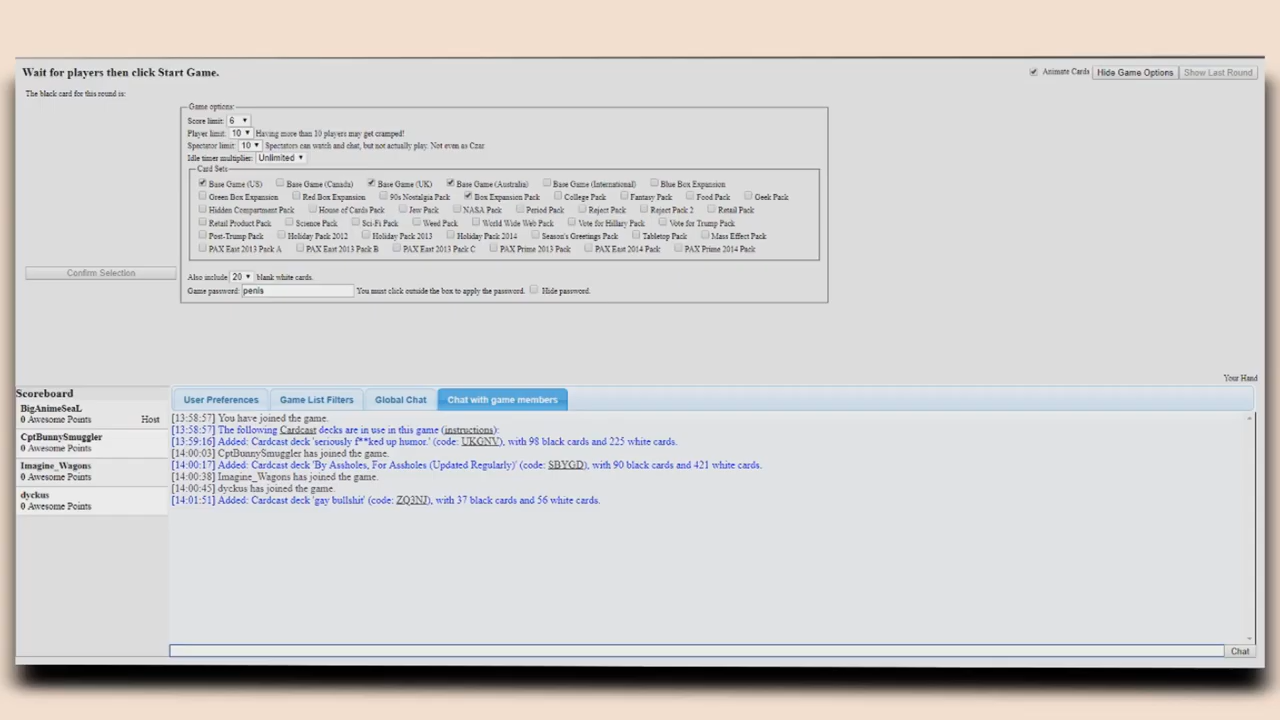 Wait for players then click Start Game.
Animate Cards Hide Game Options Show Last Round
The black card for this round is:
Game options:
Score limit: 6
Player limit: 10 Having more than 10 players may get cramped!
Spectator limit: 10 Spectators can watch and chat, but not actually play. Not even as Czar
Idle timer multiplier: Unlimited
Card Sets
Base Game (US) Base Game (Canada) Base Game (UK) Base Game (Australia) Base Game (International) Blue Box Expansion
Green Box Expansion Red Box Expansion 90s Nostalgia Pack Box Expansion Pack College Pack Fantasy Pack Food Pack Geek Pack
Hidden Compartment Pack House of Cards Pack Jew Pack NASA Pack Period Pack Reject Pack Reject Pack 2 Retail Pack
Retail Product Pack Science Pack Sci-Fi Pack Weed Pack World Wide Web Pack Vote for Hillary Pack Vote for Trump Pack
Post-Trump Pack Holiday Pack 2012 Holiday Pack 2013 Holiday Pack 2014 Season's Greetings Pack Tabletop Pack Mass Effect Pack
PAX East 2013 Pack A PAX East 2013 Pack B PAX East 2013 Pack C PAX Prime 2013 Pack PAX East 2014 Pack PAX Prime 2014 Pack
Confirm Selection
Also include 20 blank white cards.
Game password: penis You must click outside the box to apply the password. Hide password.
Your Hand
Scoreboard
BigAnimeSeaL
0 Awesome Points Host
CptBunnySmuggler
0 Awesome Points
Imagine_Wagons
0 Awesome Points
dyckus
0 Awesome Points
User Preferences Game List Filters Global Chat Chat with game members
[13:58:57] You have joined the game.
[13:58:57] The following Cardcast decks are in use in this game (instructions):
[13:59:16] Added: Cardcast deck 'seriously f**ked up humor.' (code: UKGNV), with 98 black cards and 225 white cards.
[14:00:03] CptBunnySmuggler has joined the game.
[14:00:17] Added: Cardcast deck 'By Assholes, For Assholes (Updated Regularly)' (code: SBYGD), with 90 black cards and 421 white cards.
[14:00:38] Imagine_Wagons has joined the game.
[14:00:45] dyckus has joined the game.
[14:01:51] Added: Cardcast deck 'gay bullshit' (code: ZQ3NJ), with 37 black cards and 56 white cards.
Chat